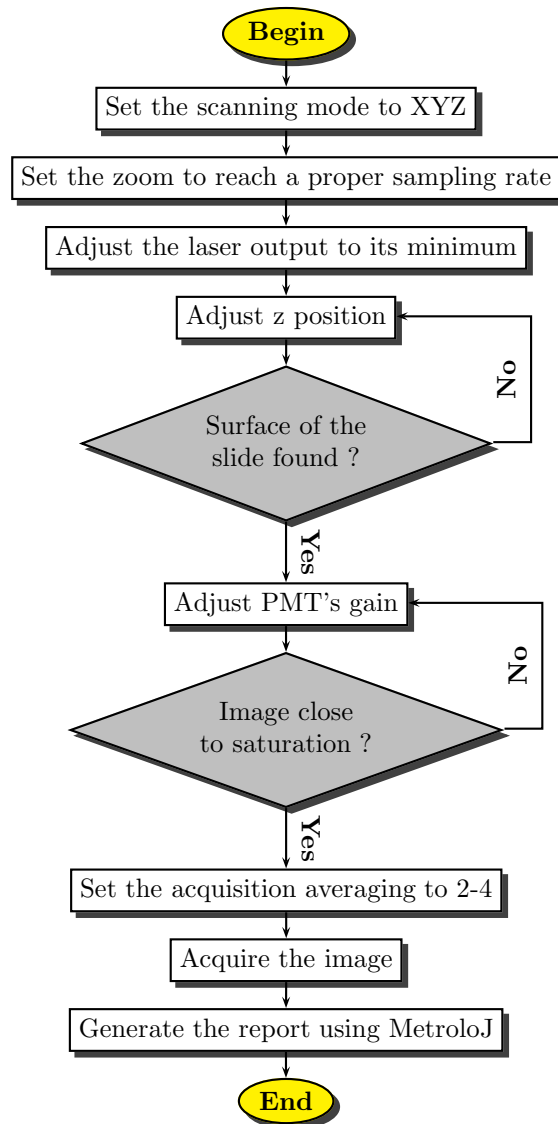 Begin
Set the scanning mode to XYZ
Set the zoom to reach a proper sampling rate
Adjust the laser output to its minimum
Adjust z position
No
Surface of the
slide found ?
Yes
Adjust PMT's gain
No
Image close
to saturation ?
Yes
Set the acquisition averaging to 2-4
Acquire the image
Generate the report using MetroloJ
End